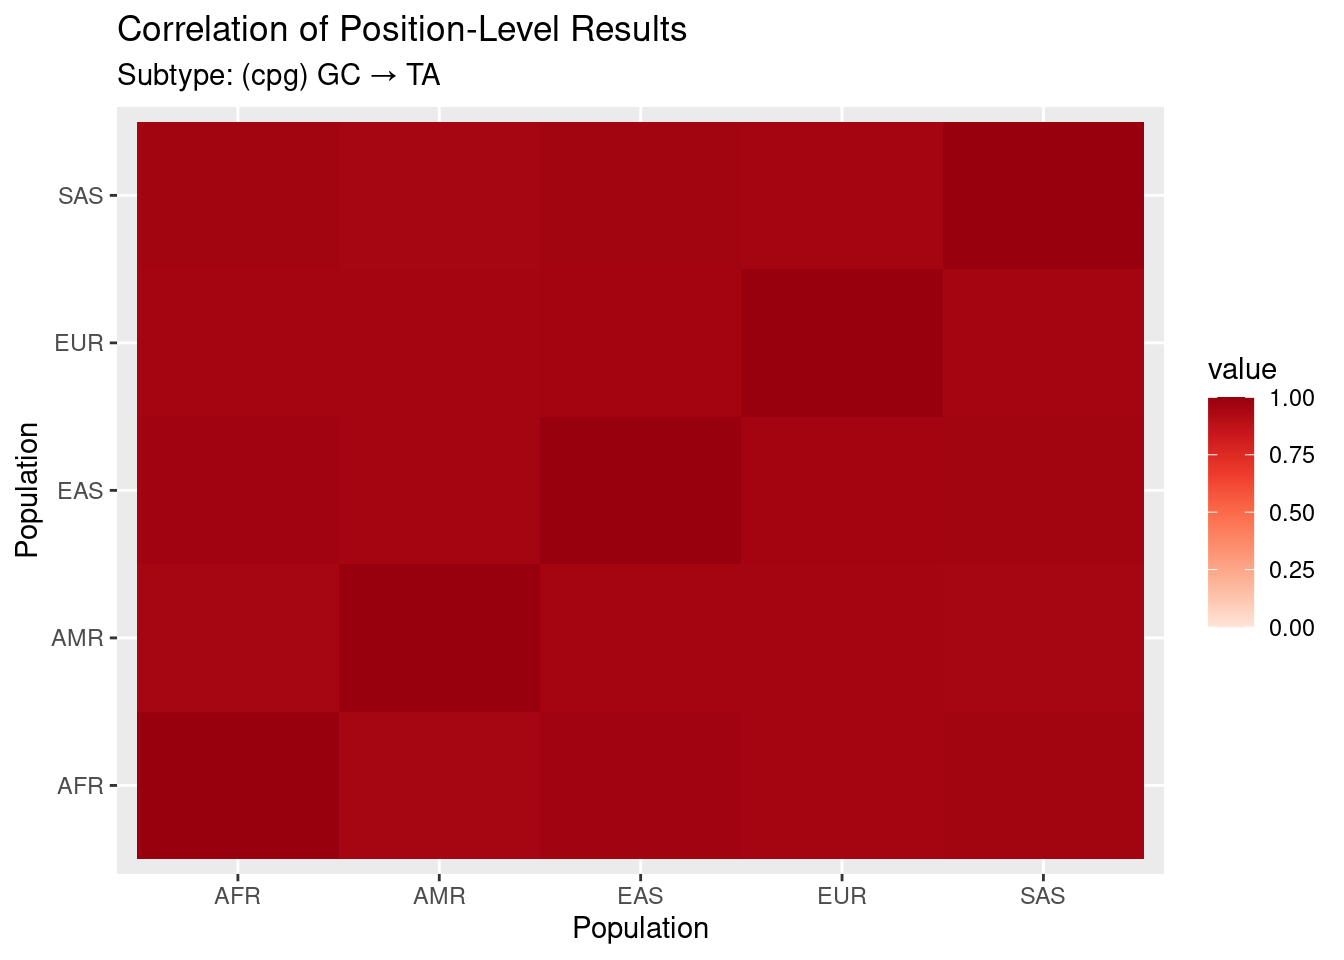 Correlation of Position-Level Results
Subtype: (cpg) GC → TA
SAS
EUR
EAS
AMR
AFR
Population
AFR AMR EAS EUR SAS
Population
value
1.00
0.75
0.50
0.25
0.00